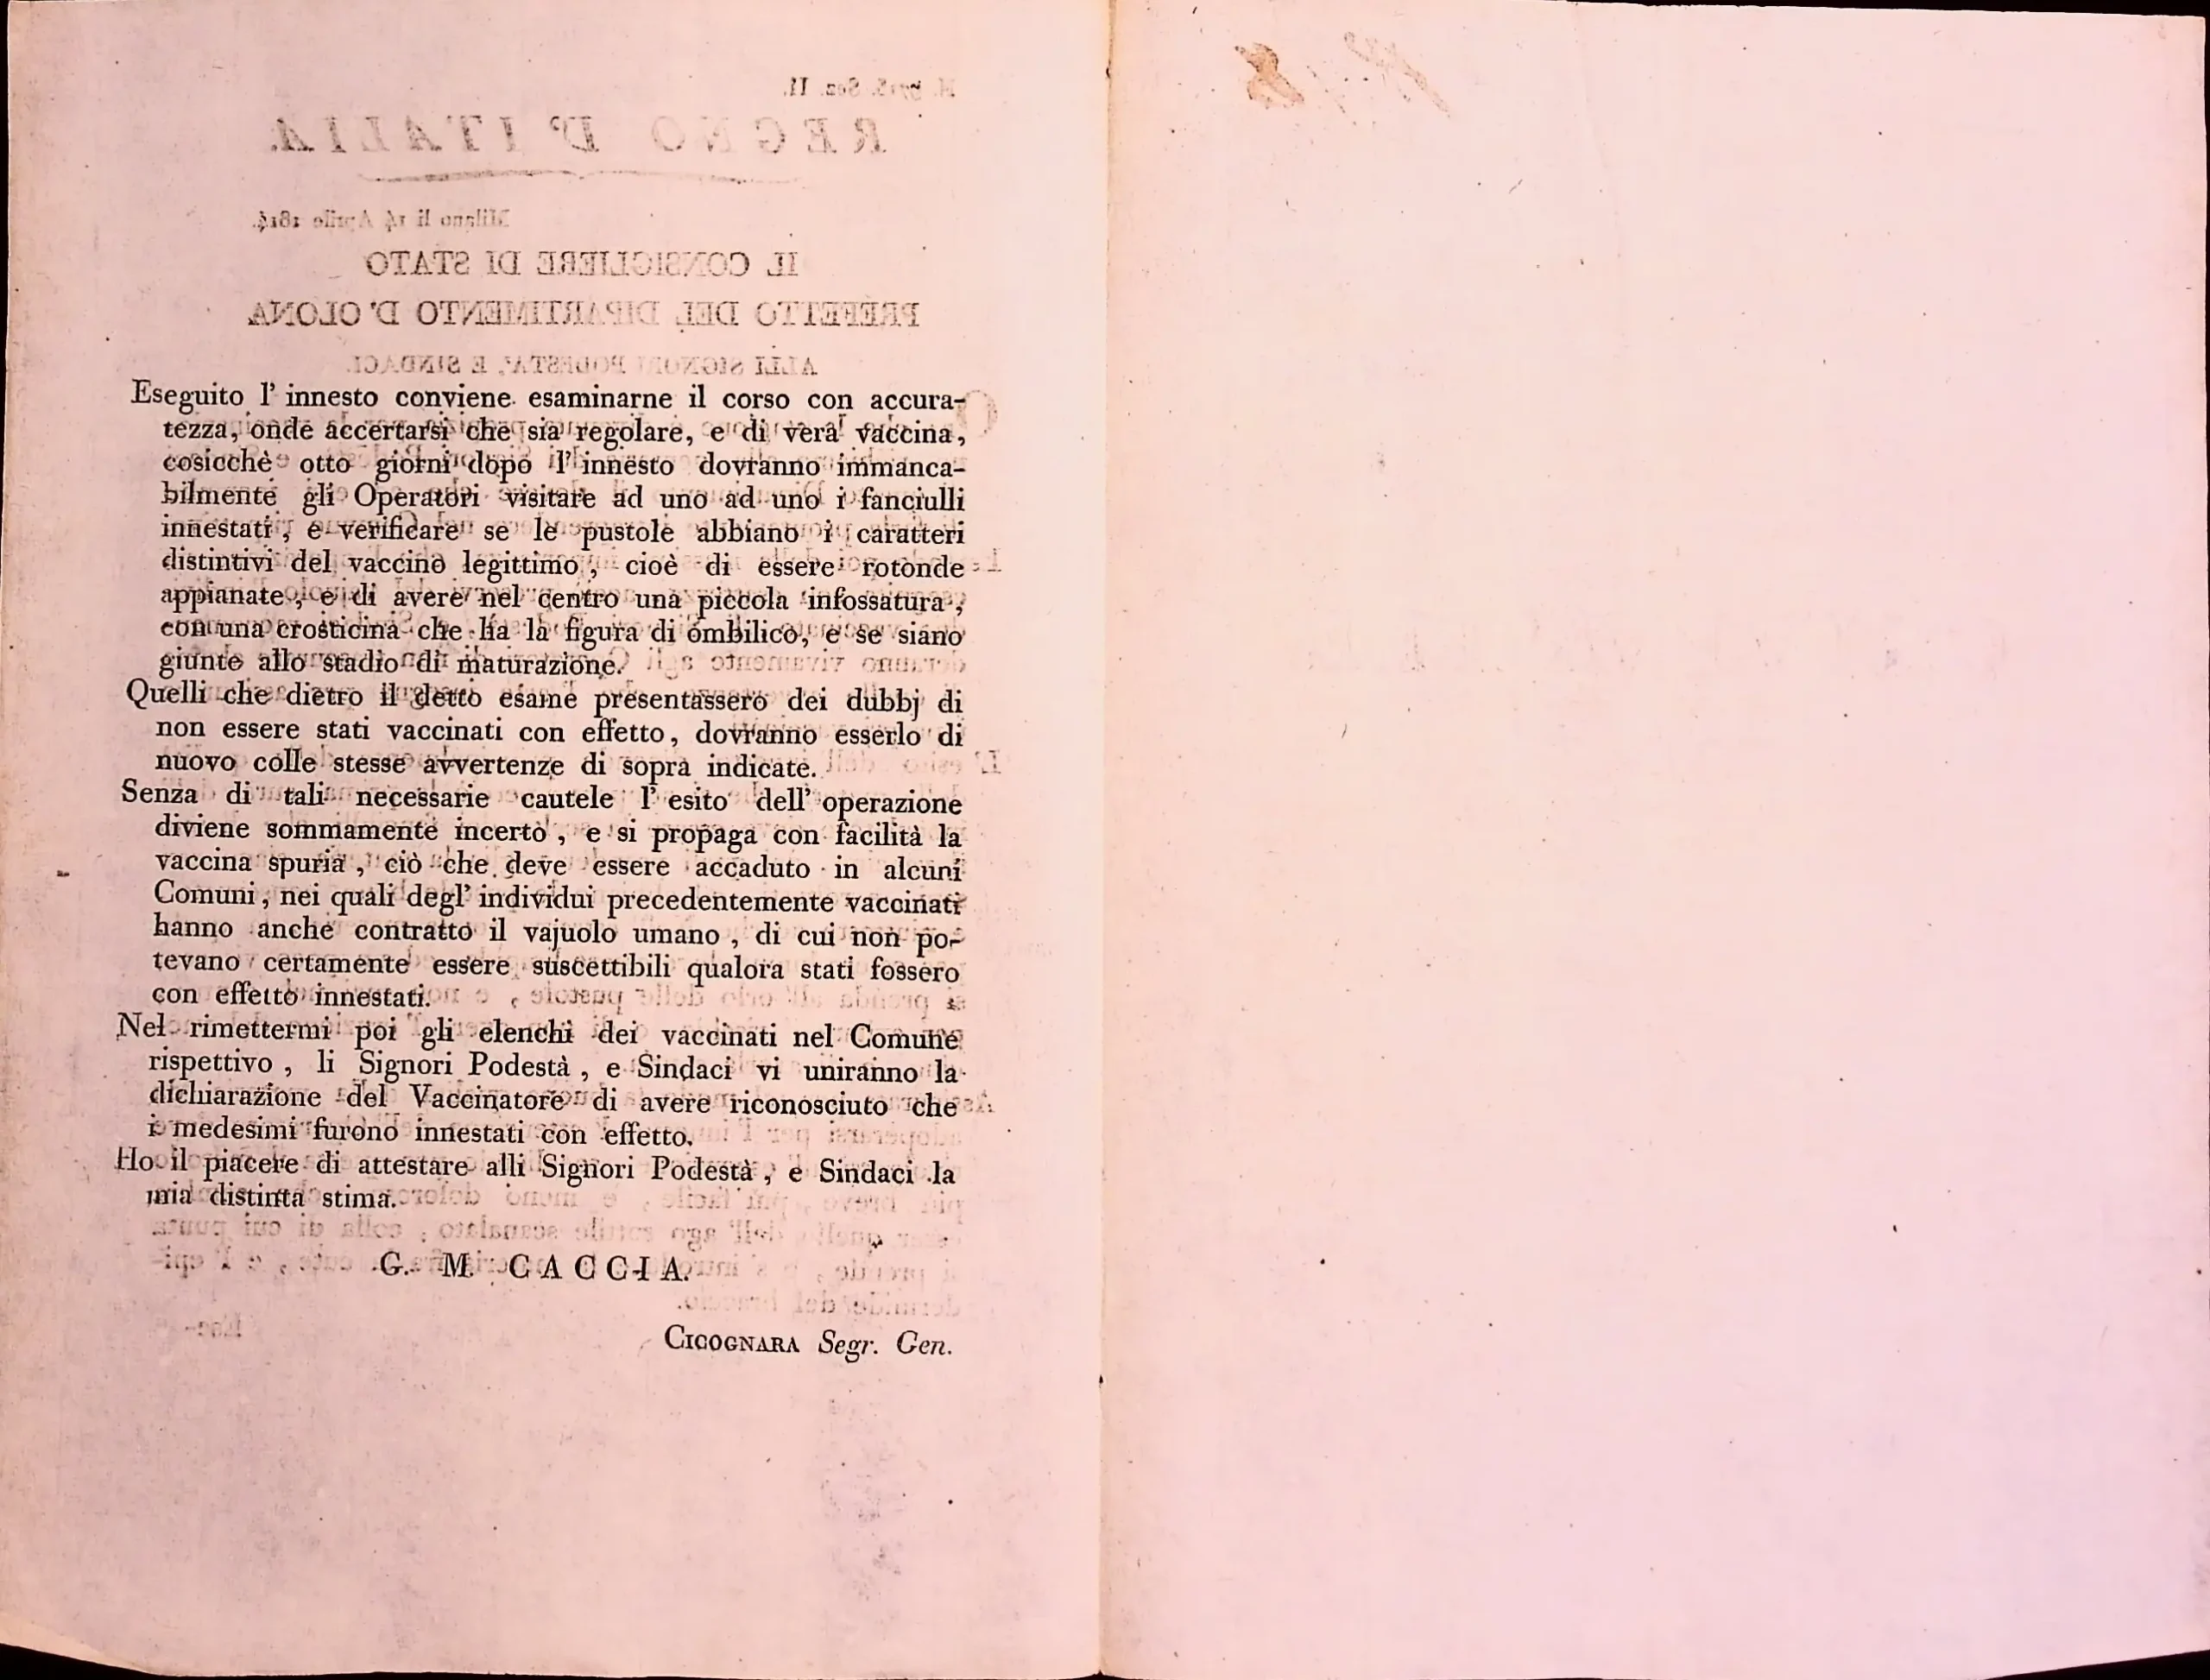 Eseguito l' innesto conviene esaminarne il corso con accura-
tezza, onde accertarsi che sia regolare, e di vera vaccina,
cosicchè otto giorni dopo l' innesto dovranno immanca-
bilmente gli Operatori visitare ad uno ad uno i fanciulli
innestati, e verificare se le pustole abbiano i caratteri
distintivi del vaccino legittimo, cioè di essere rotonde
appianate, e di avere nel centro una piccola infossatura,
con una crosticina che ha la figura di ombilico, e se siano
giunte allo stadio di maturazione.
Quelli che dietro il detto esame presentassero dei dubbj di
non essere stati vaccinati con effetto, dovranno esserlo di
nuovo colle stesse avvertenze di sopra indicate.
Senza di tali necessarie cautele l' esito dell' operazione
diviene sommamente incerto, e si propaga con facilità la
vaccina spuria, ciò che deve essere accaduto in alcuni
Comuni, nei quali degl' individui precedentemente vaccinati
hanno anche contratto il vajuolo umano, di cui non po-
tevano certamente essere suscettibili qualora stati fossero
con effetto innestati.
Nel rimettermi poi gli elenchi dei vaccinati nel Comune
rispettivo, li Signori Podestà, e Sindaci vi uniranno la
dichiarazione del Vaccinatore di avere riconosciuto che
i medesimi furono innestati con effetto.
Ho il piacere di attestare alli Signori Podestà, e Sindaci la
mia distinta stima.
G. M. CACCIA.
CICOGNARA Segr. Gen.